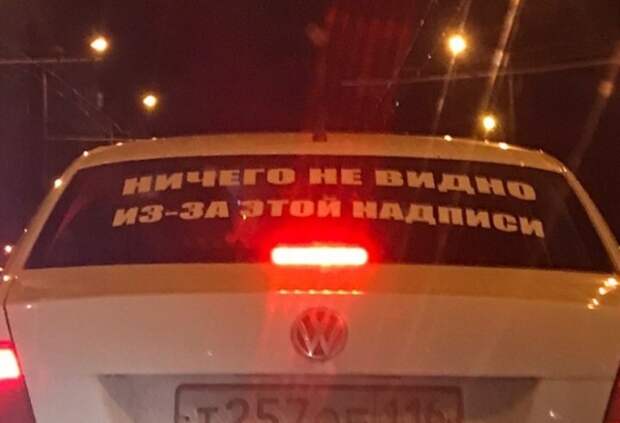 НИЧЕГО НЕ ВИДНО
ИЗ-ЗА ЭТОЙ НАДПИСИ